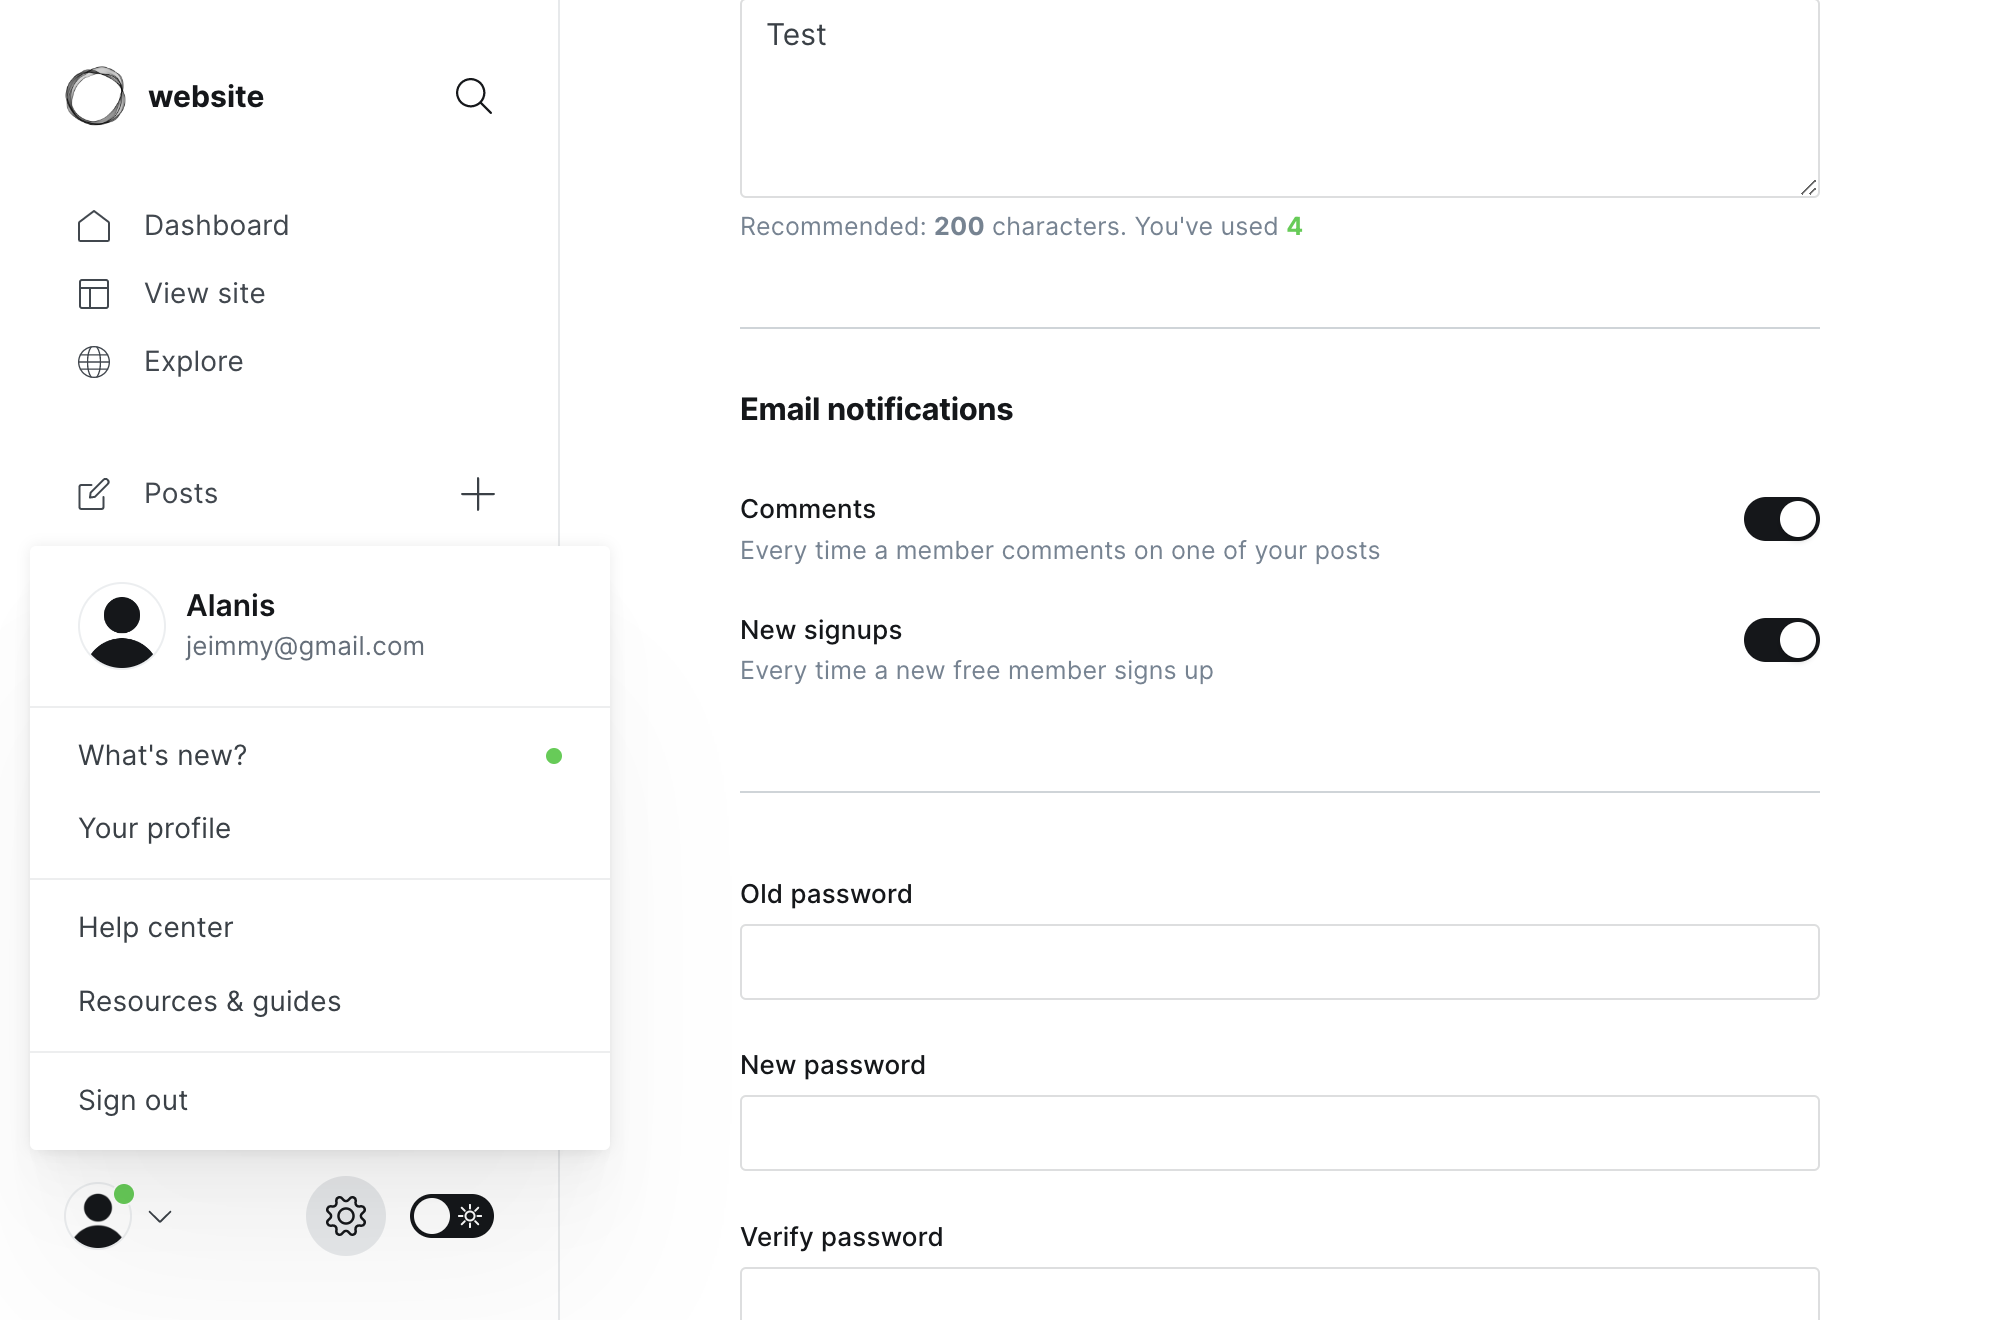 website
Dashboard
View site
Explore
Posts
Alanis
jeimmy@gmail.com
What's new?
Your profile
Help center
Resources & guides
Sign out
Test
Recommended: 200 characters. You've used 4
Email notifications
Comments
Every time a member comments on one of your posts
New signups
Every time a new free member signs up
Old password
New password
Verify password